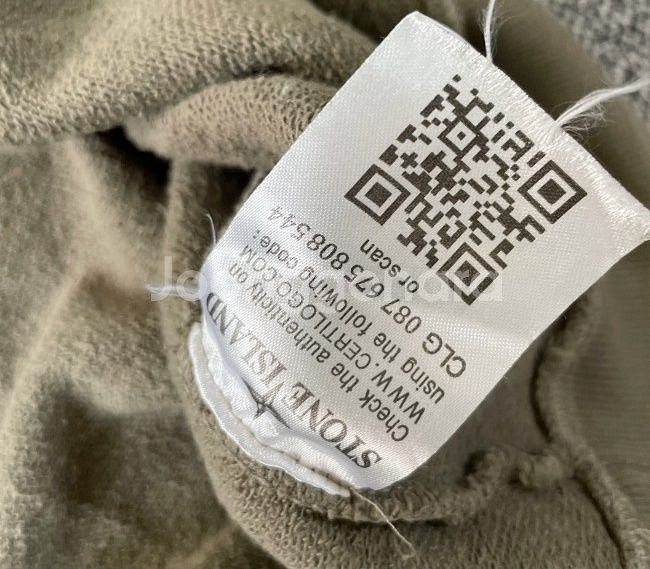 STONE ISLAND
Check the authenticity on
WWW.CERTILOGO.COM
using the following code:
CLG 087 675 808 544
or scan